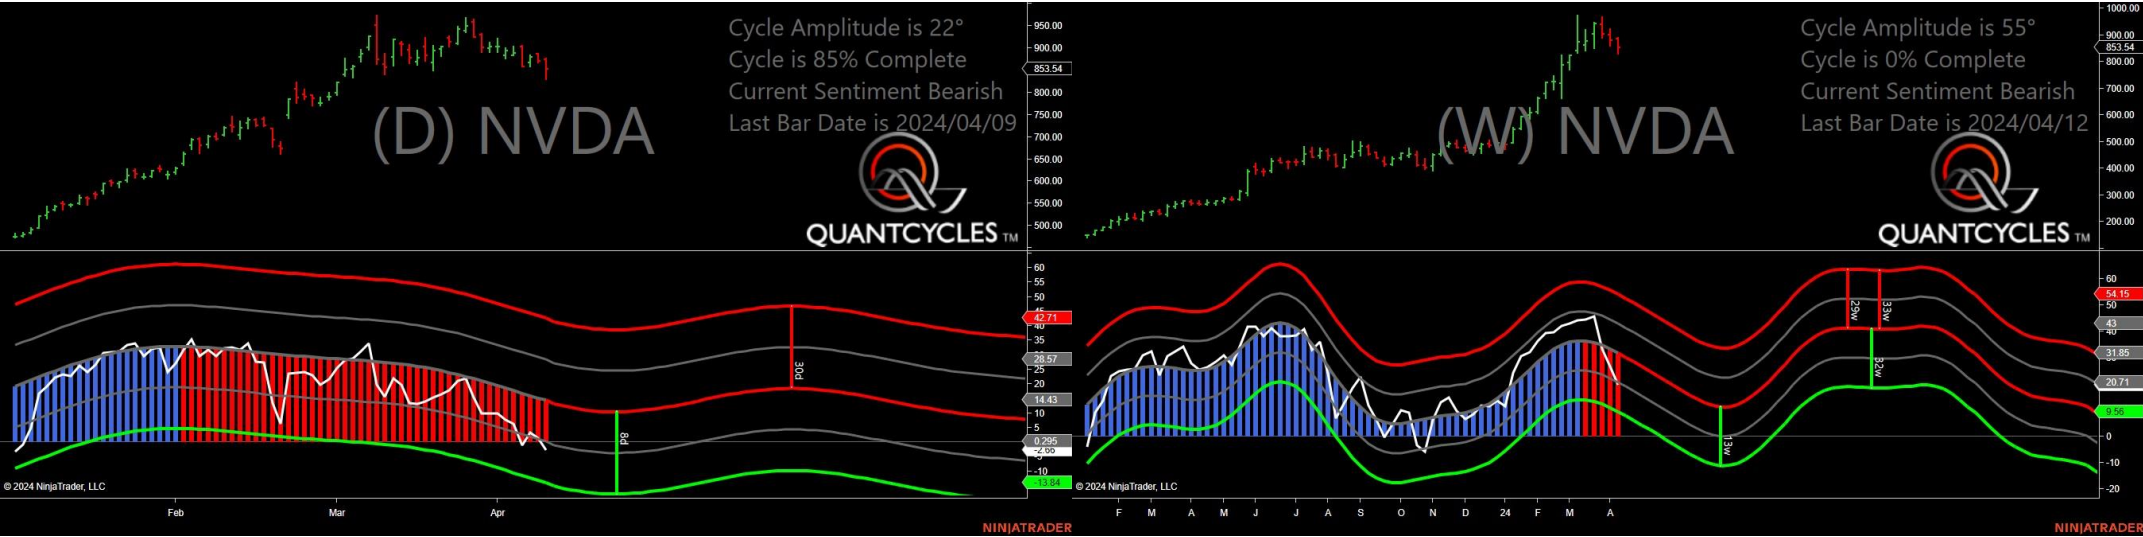 Cycle Amplitude is 22°
Cycle is 85% Complete
Current Sentiment Bearish
Last Bar Date is 2024/04/09
(D) NVDA
QUANTCYCLES TM
950.00
900.00
853.54
800.00
750.00
700.00
650.00
600.00
550.00
500.00
60
55
50
42.71
40
35
28.57
25
20
14.43
10
5
0.295
-2.66
-10
-13.84
30d
8d
© 2024 NinjaTrader, LLC
Feb
Mar
Apr
NINJATRADER
Cycle Amplitude is 55°
Cycle is 0% Complete
Current Sentiment Bearish
Last Bar Date is 2024/04/12
(W) NVDA
QUANTCYCLES TM
1000.00
900.00
853.54
800.00
700.00
600.00
500.00
400.00
300.00
200.00
60
54.15
50
43
40
31.85
20.71
9.56
0
-10
-20
29w
33w
32w
13w
© 2024 NinjaTrader, LLC
F M A M J J A S O N D 24 F M A
NINJATRADER